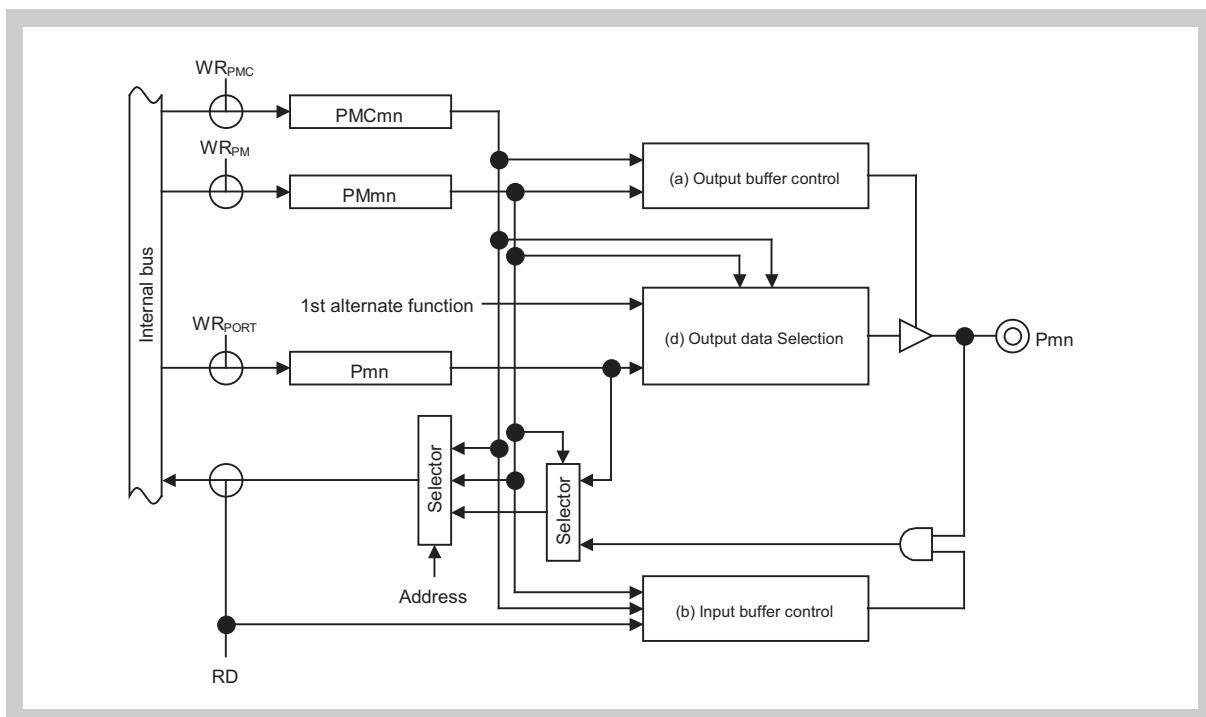 WRPMC
PMCmn
WRPM
PMmn
(a) Output buffer control
Internal bus
1st alternate function
(d) Output data Selection
WRPORT
Pmn
Pmn
Selector
Selector
Address
(b) Input buffer control
RD